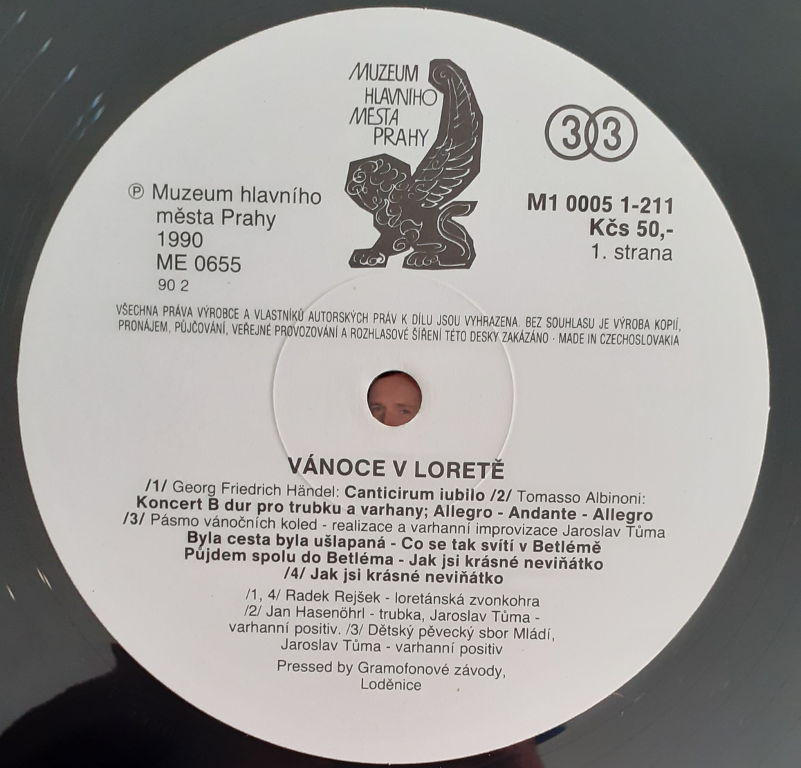 MUZEUM
HLAVNÍHO
MĚSTA
PRAHY
33
℗ Muzeum hlavního
města Prahy
1990
ME 0655
90 2
M1 0005 1-211
Kčs 50,-
1. strana
VŠECHNA PRÁVA VÝROBCE A VLASTNÍKŮ AUTORSKÝCH PRÁV K DÍLU JSOU VYHRAZENA. BEZ SOUHLASU JE VÝROBA KOPIÍ,
PRONÁJEM, PŮJČOVÁNÍ, VEŘEJNÉ PROVOZOVÁNÍ A ROZHLASOVÉ ŠÍŘENÍ TÉTO DESKY ZAKÁZÁNO · MADE IN CZECHOSLOVAKIA
VÁNOCE V LORETĚ
/1/ Georg Friedrich Händel: Canticirum iubilo /2/ Tomasso Albinoni:
Koncert B dur pro trubku a varhany; Allegro - Andante - Allegro
/3/ Pásmo vánočních koled - realizace a varhanní improvizace Jaroslav Tůma
Byla cesta byla ušlapaná - Co se tak svítí v Betlémě
Půjdem spolu do Betléma - Jak jsi krásné neviňátko
/4/ Jak jsi krásné neviňátko
/1, 4/ Radek Rejšek - loretánská zvonkohra
/2/ Jan Hasenöhrl - trubka, Jaroslav Tůma -
varhanní positiv. /3/ Dětský pěvecký sbor Mládí,
Jaroslav Tůma - varhanní positiv
Pressed by Gramofonové závody,
Loděnice